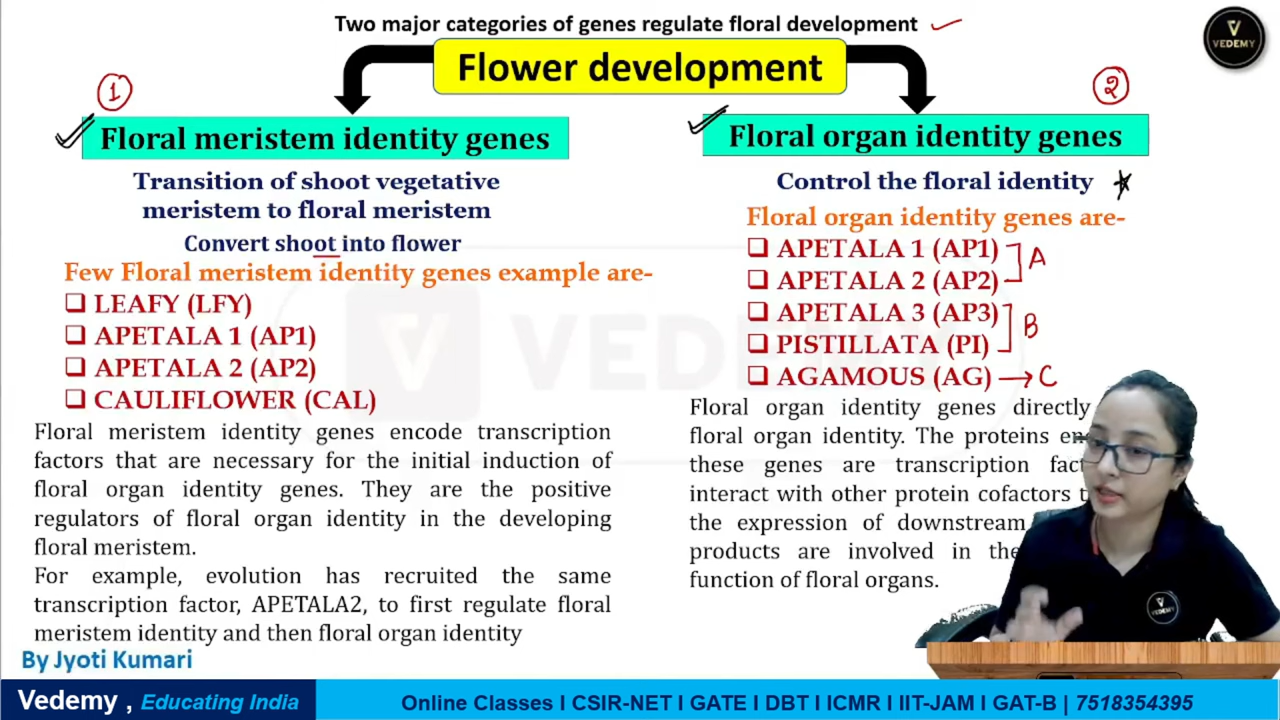 Two major categories of genes regulate floral development
Flower development
VEDEMY
1
Floral meristem identity genes
Transition of shoot vegetative
meristem to floral meristem
Convert shoot into flower
Few Floral meristem identity genes example are-
LEAFY (LFY)
APETALA 1 (AP1)
APETALA 2 (AP2)
CAULIFLOWER (CAL)
Floral meristem identity genes encode transcription
factors that are necessary for the initial induction of
floral organ identity genes. They are the positive
regulators of floral organ identity in the developing
floral meristem.
For example, evolution has recruited the same
transcription factor, APETALA2, to first regulate floral
meristem identity and then floral organ identity
By Jyoti Kumari
2
Floral organ identity genes
Control the floral identity
Floral organ identity genes are-
APETALA 1 (AP1)
APETALA 2 (AP2)
A
APETALA 3 (AP3)
PISTILLATA (PI)
B
AGAMOUS (AG) → C
Floral organ identity genes directly
floral organ identity. The proteins
these genes are transcription
interact with other protein cofactors
the expression of downstream
products are involved in the
function of floral organs.
VEDEMY
VEDEMY
Vedemy , Educating India
Online Classes I CSIR-NET I GATE I DBT I ICMR I IIT-JAM I GAT-B | 7518354395